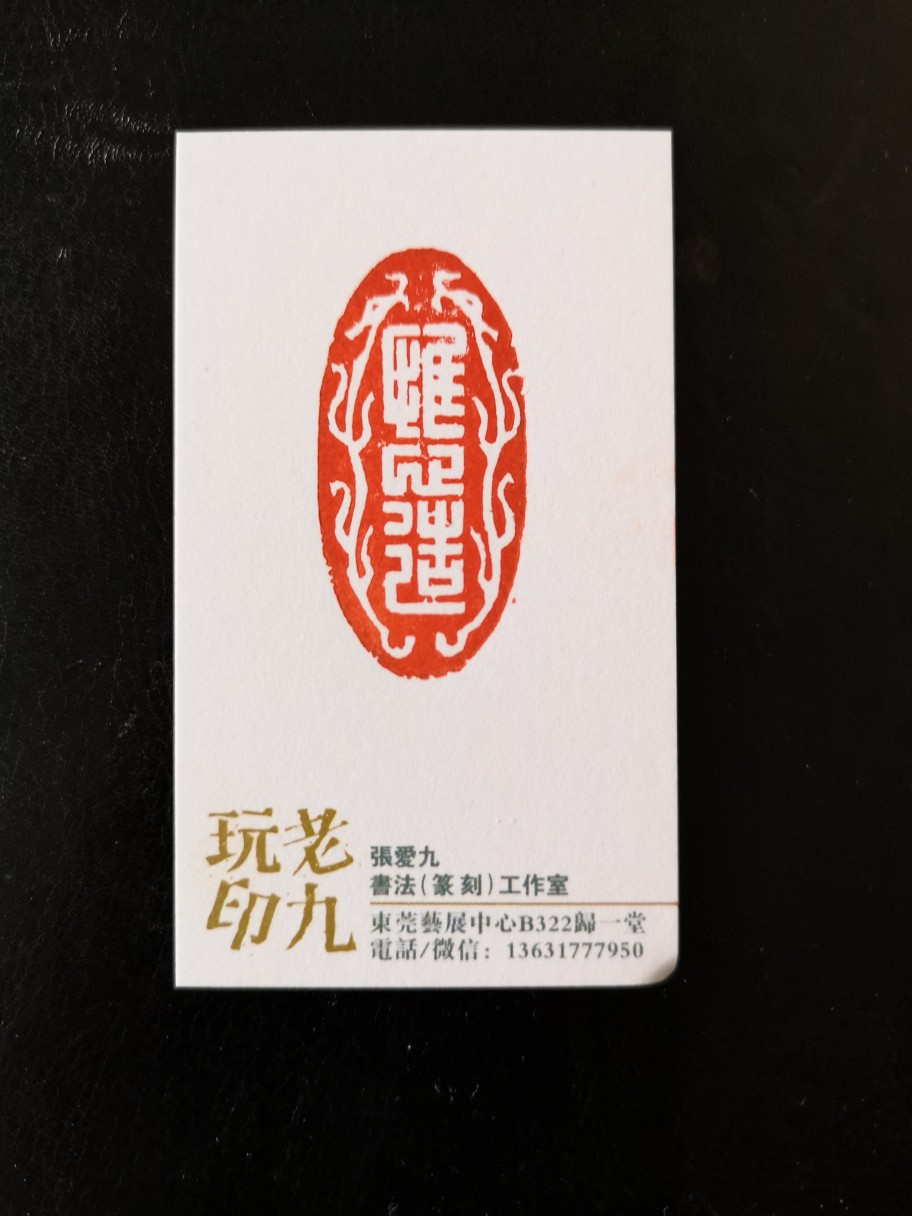 造
老九
玩印
張愛九
書法(篆刻)工作室
東莞藝展中心B322歸一堂
電話/微信: 13631777950